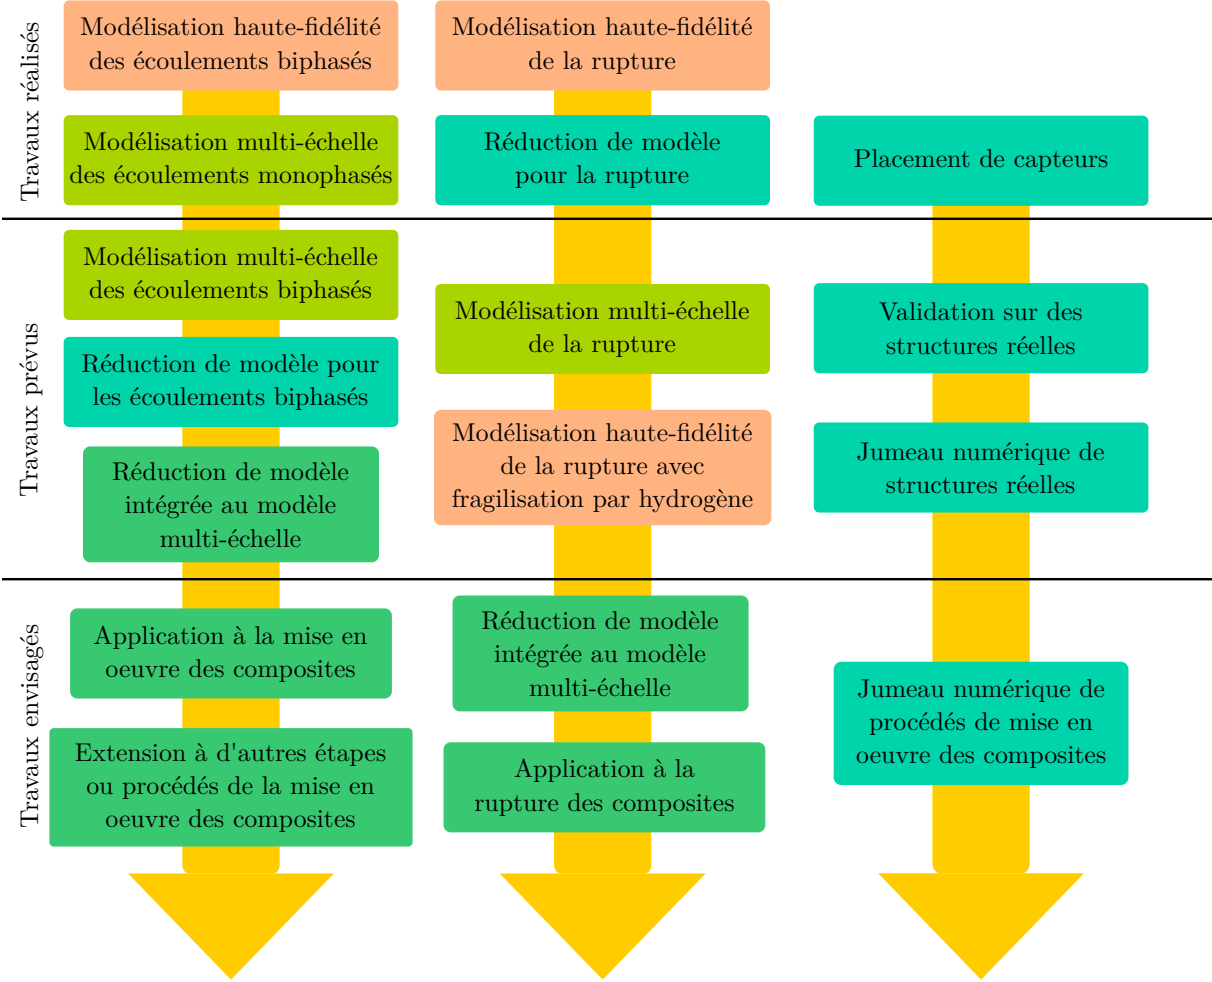 Travaux réalisés
Modélisation haute-fidélité
des écoulements biphasés
Modélisation multi-échelle
des écoulements monophasés
Modélisation haute-fidélité
de la rupture
Réduction de modèle
pour la rupture
Placement de capteurs
Travaux prévus
Modélisation multi-échelle
des écoulements biphasés
Réduction de modèle pour
les écoulements biphasés
Réduction de modèle
intégrée au modèle
multi-échelle
Modélisation multi-échelle
de la rupture
Modélisation haute-fidélité
de la rupture avec
fragilisation par hydrogène
Validation sur des
structures réelles
Jumeau numérique de
structures réelles
Travaux envisagés
Application à la mise en
oeuvre des composites
Extension à d'autres étapes
ou procédés de la mise en
oeuvre des composites
Réduction de modèle
intégrée au modèle
multi-échelle
Application à la
rupture des composites
Jumeau numérique de
procédés de mise en
oeuvre des composites